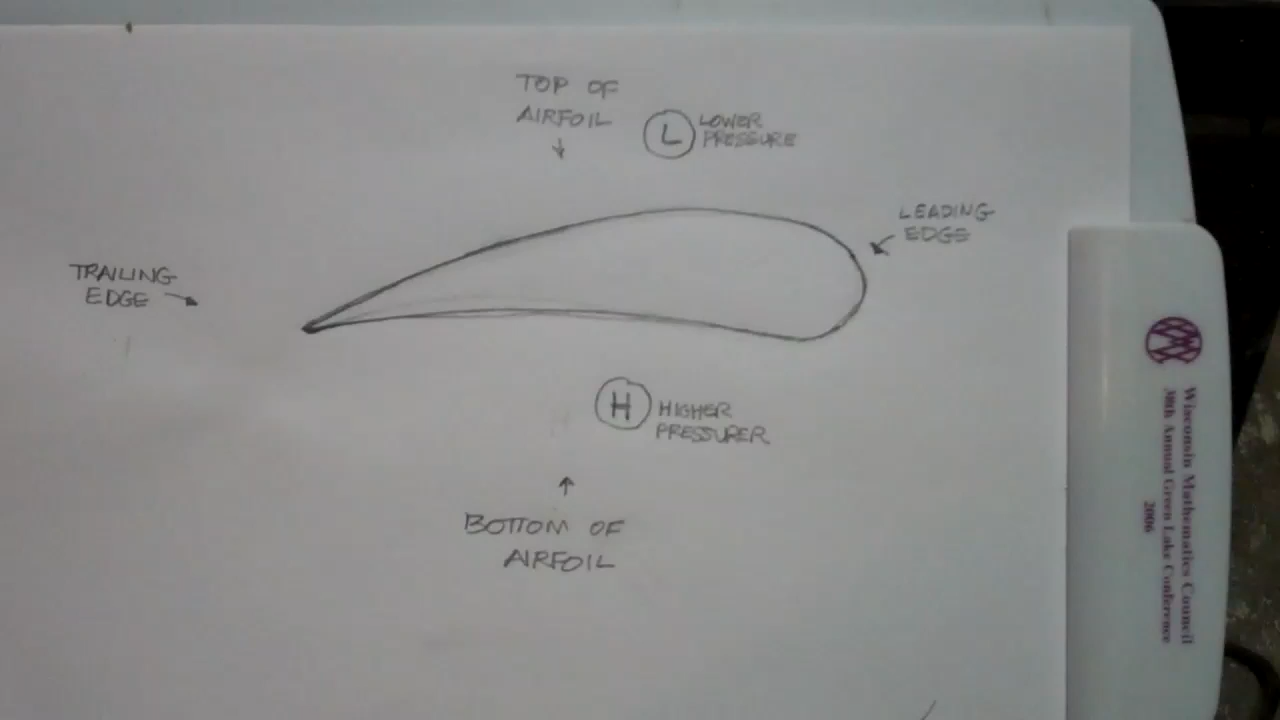 TOP OF
AIRFOIL
L
LOWER
PRESSURE
LEADING
EDGE
TRAILING
EDGE
H
HIGHER
PRESSURER
BOTTOM OF
AIRFOIL
Wisconsin Mathematics Council
38th Annual Green Lake Conference
2006